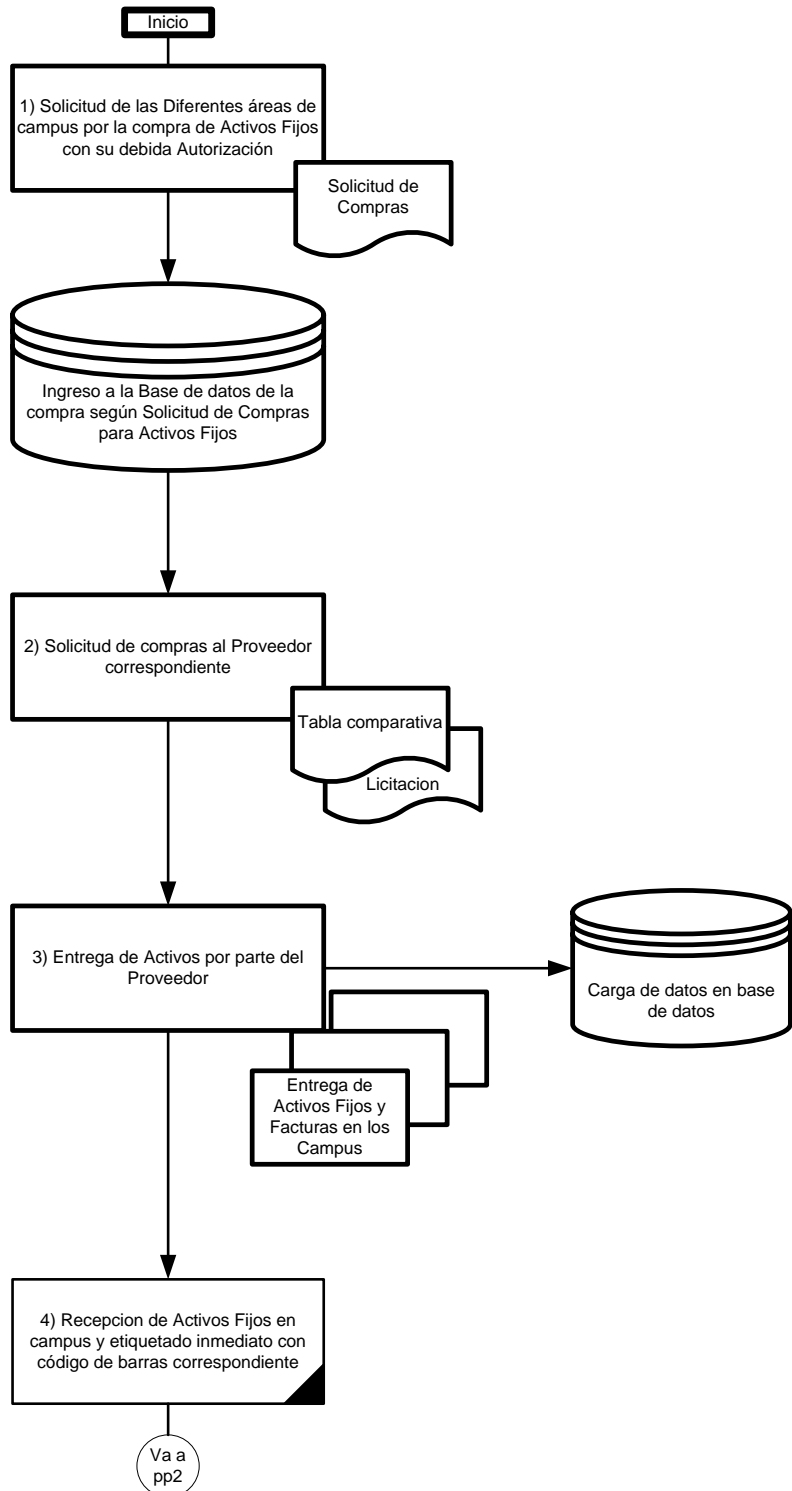 Inicio
1) Solicitud de las Diferentes áreas de
campus por la compra de Activos Fijos
con su debida Autorización
Solicitud de
Compras
Ingreso a la Base de datos de la
compra según Solicitud de Compras
para Activos Fijos
2) Solicitud de compras al Proveedor
correspondiente
Tabla comparativa
Licitacion
3) Entrega de Activos por parte del
Proveedor
Carga de datos en base
de datos
Entrega de
Activos Fijos y
Facturas en los
Campus
4) Recepcion de Activos Fijos en
campus y etiquetado inmediato con
código de barras correspondiente
Va a
pp2